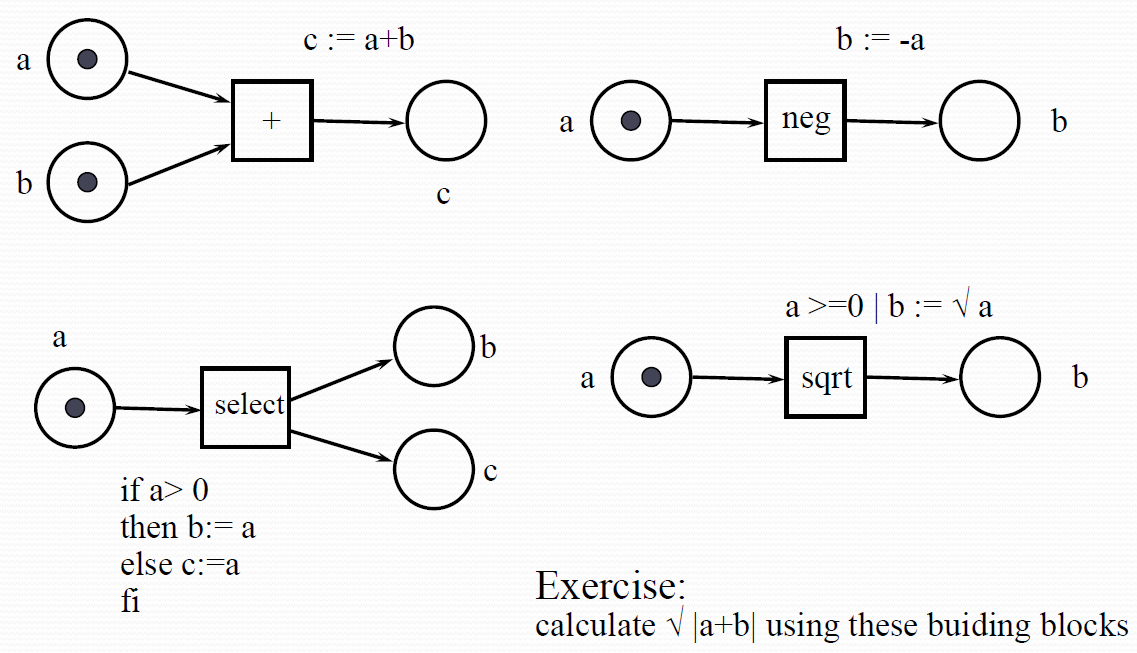 c := a+b
a
+
b
c
b := -a
a
neg
b
a
select
b
c
if a> 0
then b:= a
else c:=a
fi
a >=0 | b := √ a
a
sqrt
b
Exercise:
calculate √ |a+b| using these buiding blocks